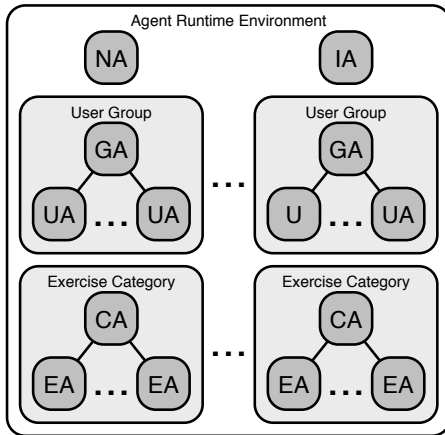 Agent Runtime Environment
NA IA
User Group User Group
GA GA
...
UA ... UA U ... UA
Exercise Category Exercise Category
CA CA
...
EA ... EA EA ... EA